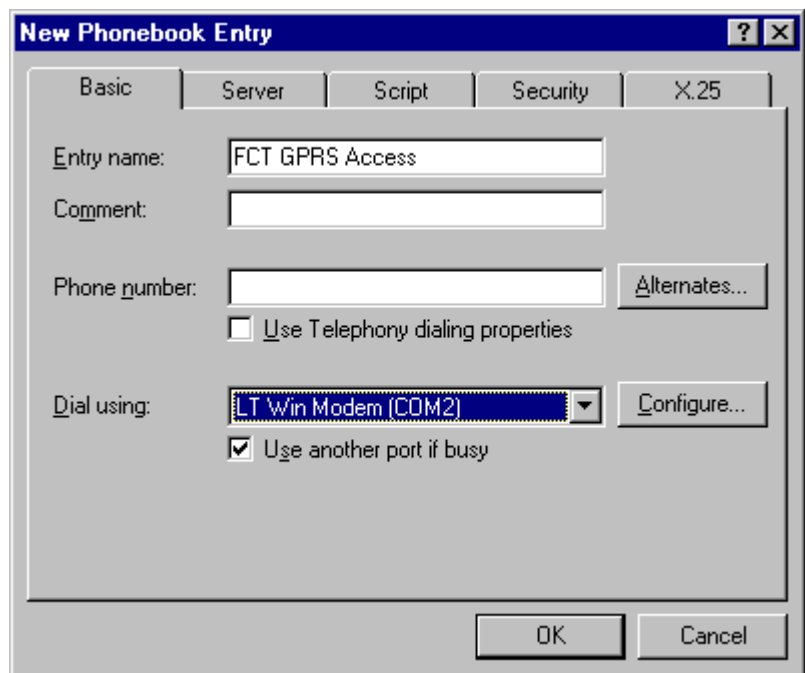 New Phonebook Entry
Basic Server Script Security X.25
Entry name: FCT GPRS Access
Comment:
Phone number: Alternates...
Use Telephony dialing properties
Dial using: LT Win Modem (COM2) Configure...
Use another port if busy
OK Cancel